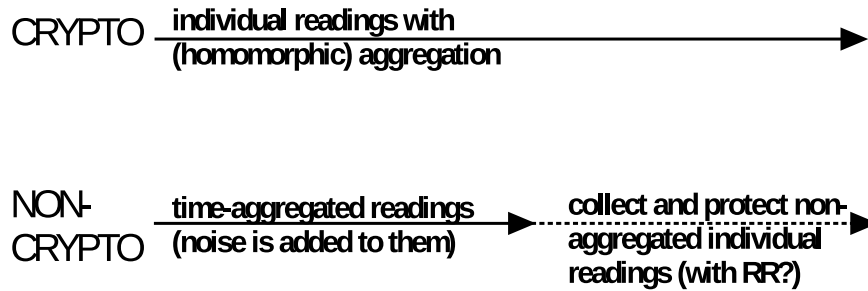 CRYPTO
individual readings with
(homomorphic) aggregation
NON-
CRYPTO
time-aggregated readings
(noise is added to them)
collect and protect non-
aggregated individual
readings (with RR?)